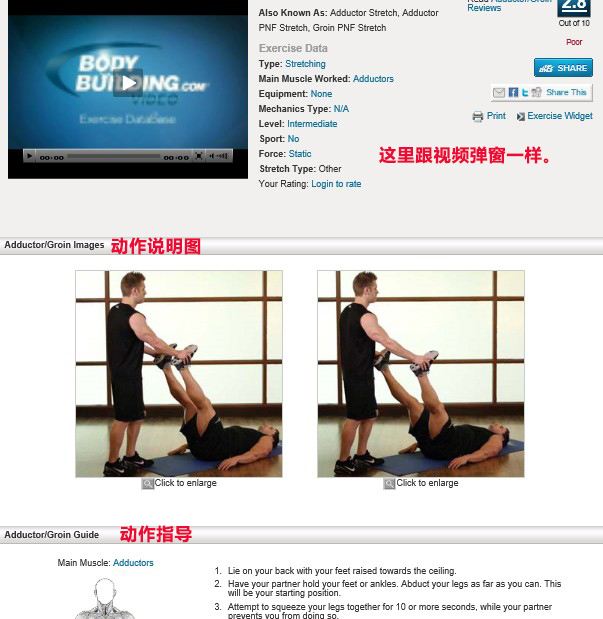 Also Known As: Adductor Stretch, Adductor
PNF Stretch, Groin PNF Stretch
Exercise Data
Type: Stretching
Main Muscle Worked: Adductors
Equipment: None
Mechanics Type: N/A
Level: Intermediate
Sport: No
Force: Static
Stretch Type: Other
Your Rating: Login to rate
Read Adductor/Groin
Reviews
2.8
Out of 10
Poor
SHARE
Share This
Print
Exercise Widget
BODY
BUILDING.COM
VIDEO
Exercise DataBase
00:00
00:00
这里跟视频弹窗一样。
Adductor/Groin Images 动作说明图
Click to enlarge
Click to enlarge
Adductor/Groin Guide 动作指导
Main Muscle: Adductors
1. Lie on your back with your feet raised towards the ceiling.
2. Have your partner hold your feet or ankles. Abduct your legs as far as you can. This
will be your starting position.
3. Attempt to squeeze your legs together for 10 or more seconds, while your partner
prevents you from doing so.